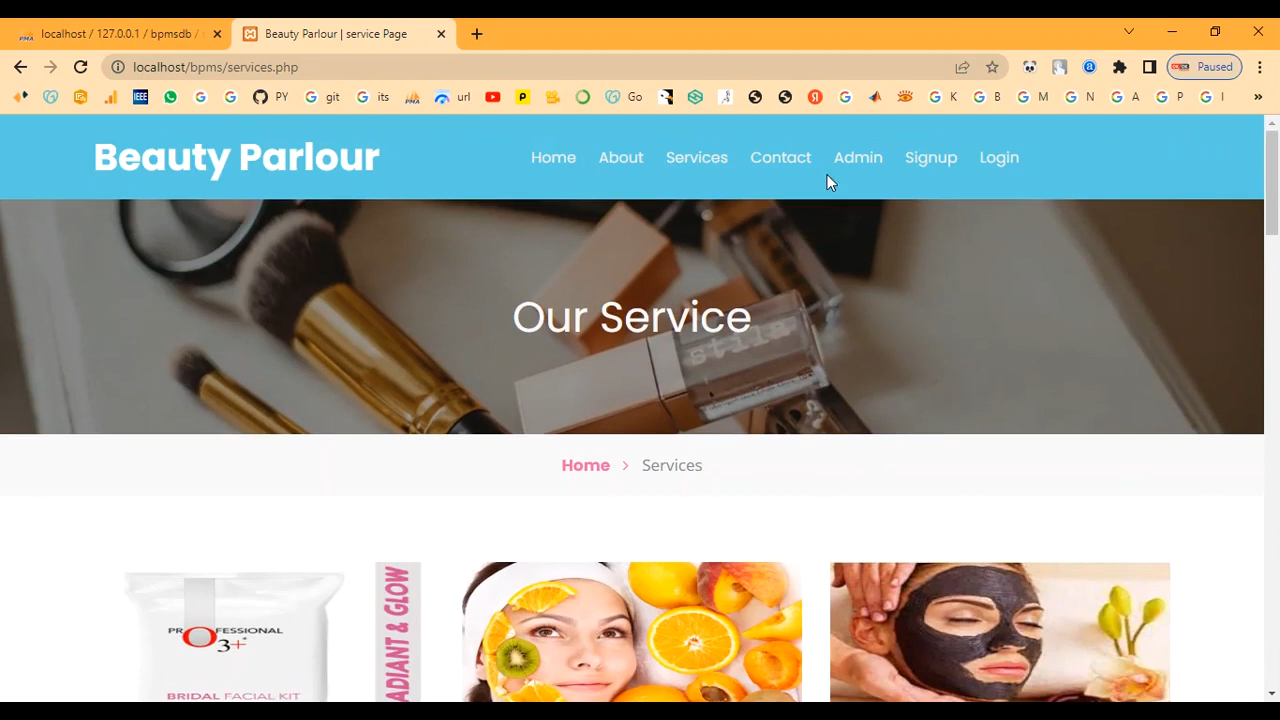 localhost / 127.0.0.1 / bpmsdb /
Beauty Parlour | service Page
localhost/bpms/services.php
Paused
PY
git
its
PMA
url
Go
K
B
M
N
A
P
I
Beauty Parlour
Home About Services Contact Admin Signup Login
Our Service
stila
Home > Services
PROFESSIONAL
O3+
BRIDAL FACIAL KIT
RADIANT & GLOW